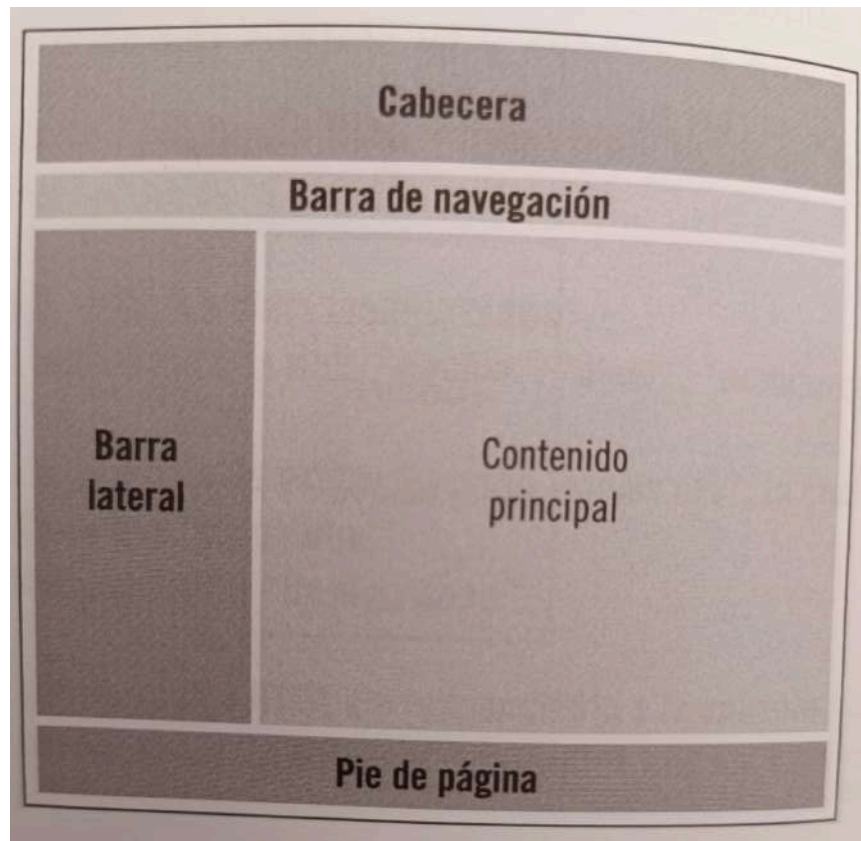 Cabecera
Barra de navegación
Barra
lateral
Contenido
principal
Pie de página